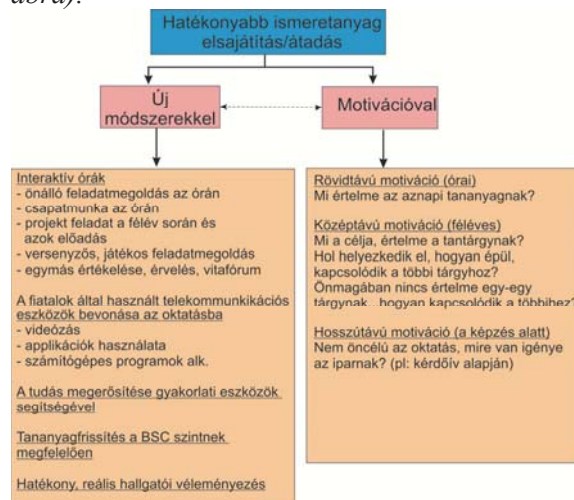 ábra).
Hatékonyabb ismeretanyag
elsajátítás/átadás
Új
módszerekkel
Motivációval
Interaktív órák
- önálló feladatmegoldás az órán
- csapatmunka az órán
- projekt feladat a félév során és
azok előadás
- versenyzős, játékos feladatmegoldás
- egymás értékelése, érvelés, vitafórum
A fiatalok által használt telekommunkikációs
eszközök bevonása az oktatásba
- videózás
- applikációk használata
- számítógépes programok alk.
A tudás megerősítése gyakorlati eszközök
segítségével
Tananyagfrissítés a BSC szintnek
megfelelően
Hatékony, reális hallgatói véleményezés
Rövidtávú motiváció (órai)
Mi értelme az aznapi tananyagnak?
Középtávú motiváció (féléves)
Mi a célja, értelme a tantárgynak?
Hol helyezkedik el, hogyan épül,
kapcsolódik a többi tárgyhoz?
Önmagában nincs értelme egy-egy
tárgynak, hogyan kapcsolódik a többihez?
Hosszútávú motiváció (a képzés alatt)
Nem öncélú az oktatás, mire van igénye
az iparnak? (pl: kérdőív alapján)